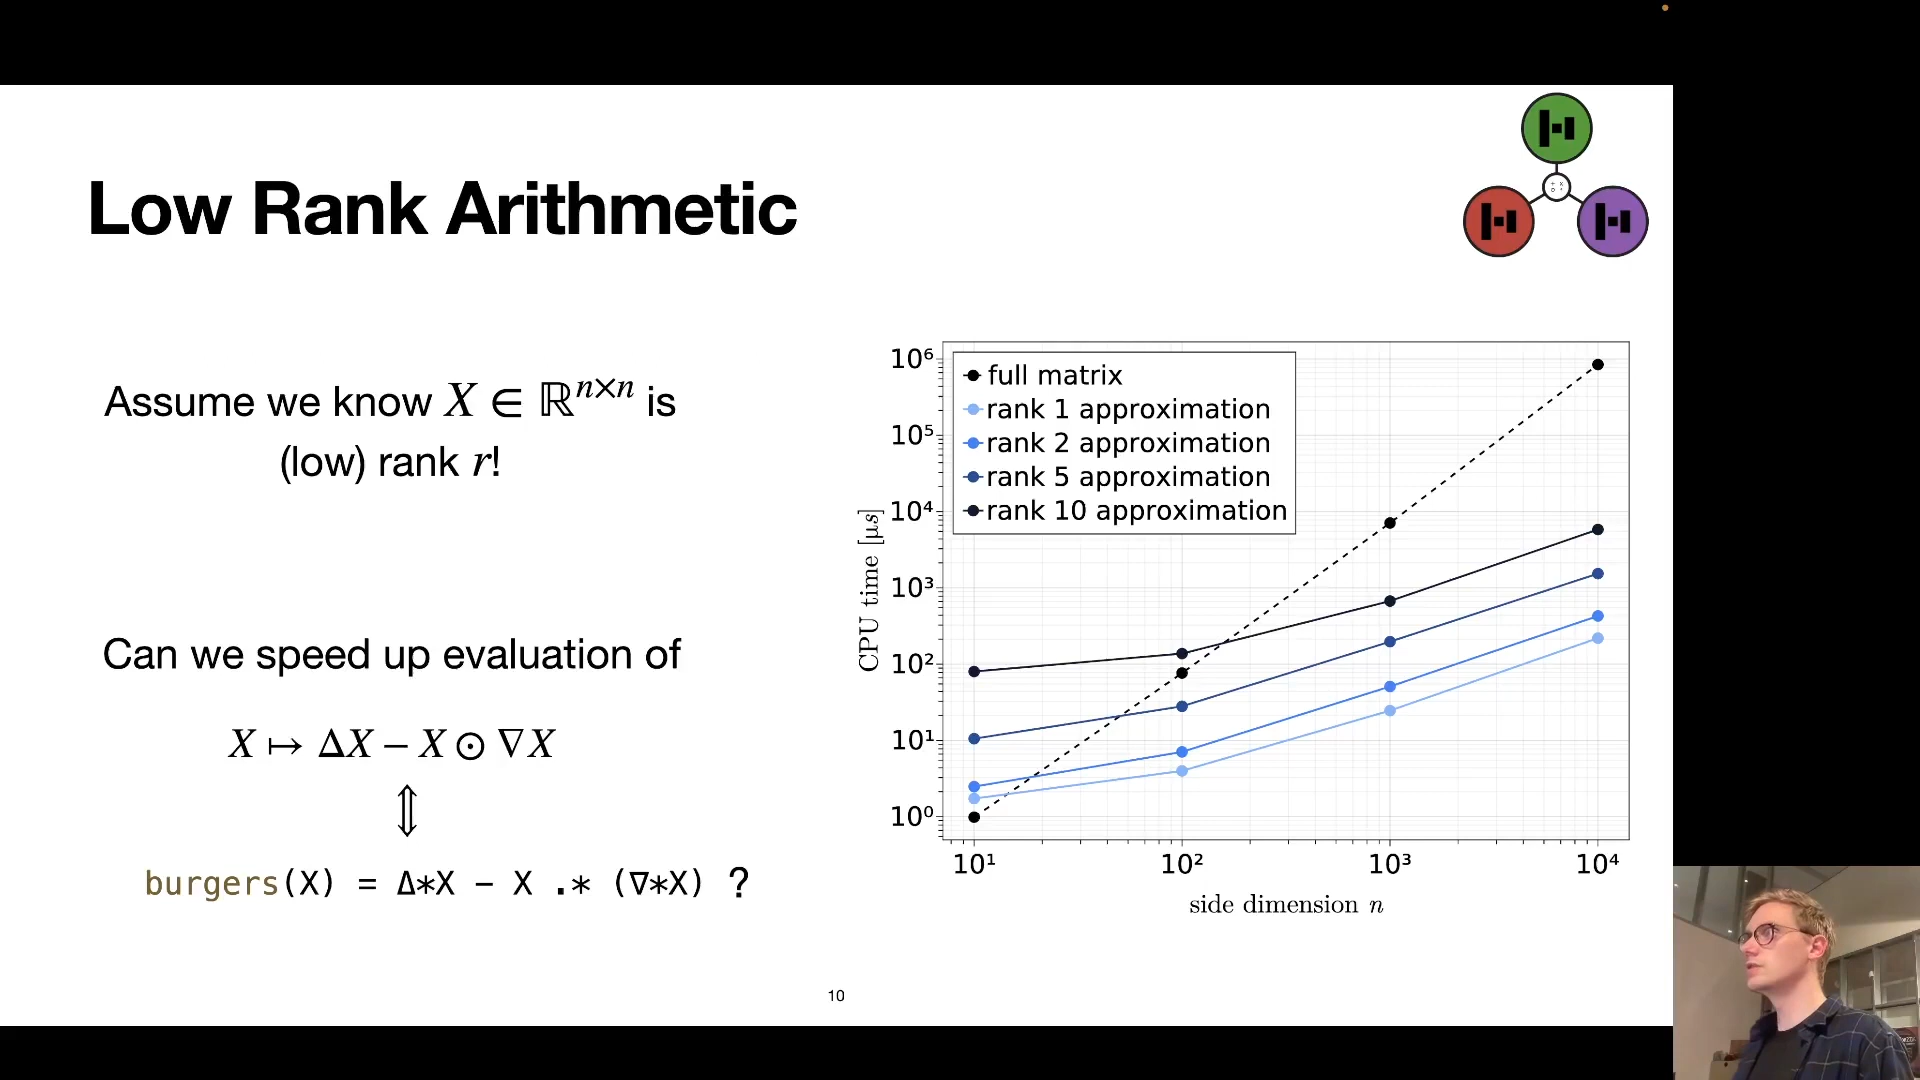 Low Rank Arithmetic
Assume we know X ∈ ℝⁿˣⁿ is
(low) rank r!
Can we speed up evaluation of
X ↦ ΔX − X ⊙ ∇X
⇕
burgers(X) = Δ*X − X .* (∇*X) ?
full matrix
rank 1 approximation
rank 2 approximation
rank 5 approximation
rank 10 approximation
CPU time [μs]
10⁶
10⁵
10⁴
10³
10²
10¹
10⁰
10¹ 10² 10³ 10⁴
side dimension n
10